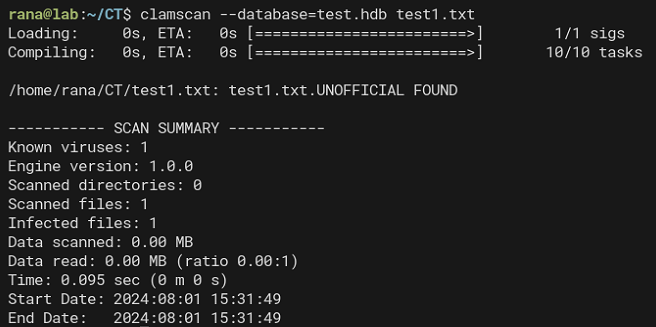 rana@lab:~/CT$ clamscan --database=test.hdb test1.txt
Loading:     0s, ETA:   0s [========================>]        1/1 sigs
Compiling:   0s, ETA:   0s [========================>]       10/10 tasks
/home/rana/CT/test1.txt: test1.txt.UNOFFICIAL FOUND
----------- SCAN SUMMARY -----------
Known viruses: 1
Engine version: 1.0.0
Scanned directories: 0
Scanned files: 1
Infected files: 1
Data scanned: 0.00 MB
Data read: 0.00 MB (ratio 0.00:1)
Time: 0.095 sec (0 m 0 s)
Start Date: 2024:08:01 15:31:49
End Date:   2024:08:01 15:31:49